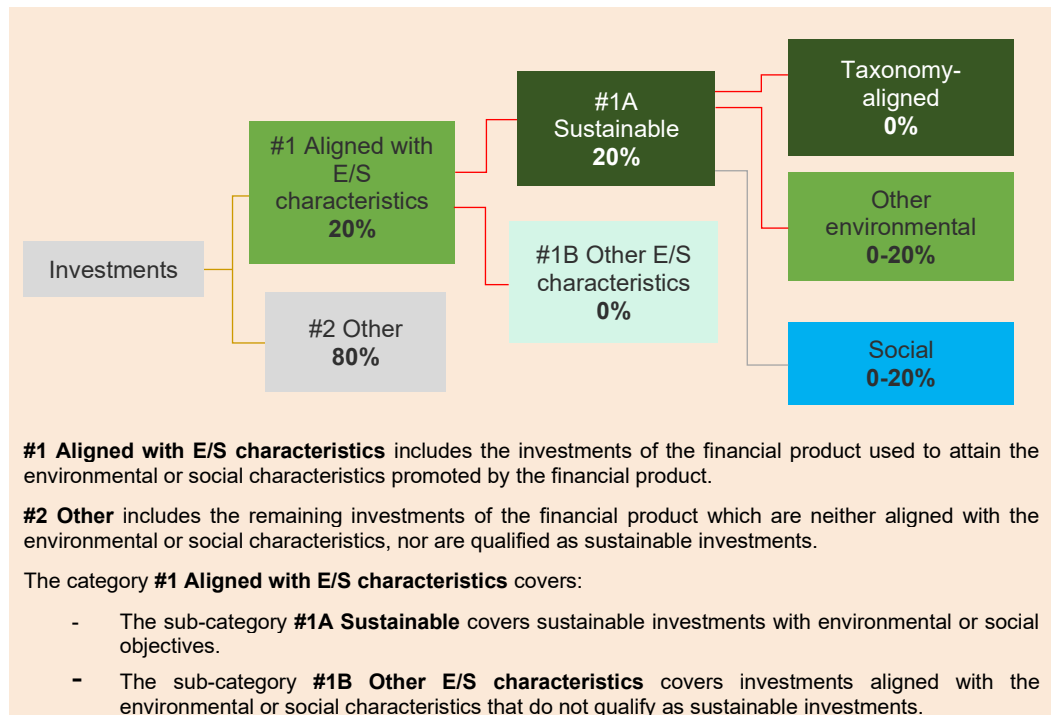 Investments
#1 Aligned with
E/S
characteristics
20%
#2 Other
80%
#1A
Sustainable
20%
#1B Other E/S
characteristics
0%
Taxonomy-
aligned
0%
Other
environmental
0-20%
Social
0-20%
#1 Aligned with E/S characteristics includes the investments of the financial product used to attain the
environmental or social characteristics promoted by the financial product.
#2 Other includes the remaining investments of the financial product which are neither aligned with the
environmental or social characteristics, nor are qualified as sustainable investments.
The category #1 Aligned with E/S characteristics covers:
- The sub-category #1A Sustainable covers sustainable investments with environmental or social
objectives.
- The sub-category #1B Other E/S characteristics covers investments aligned with the
environmental or social characteristics that do not qualify as sustainable investments.